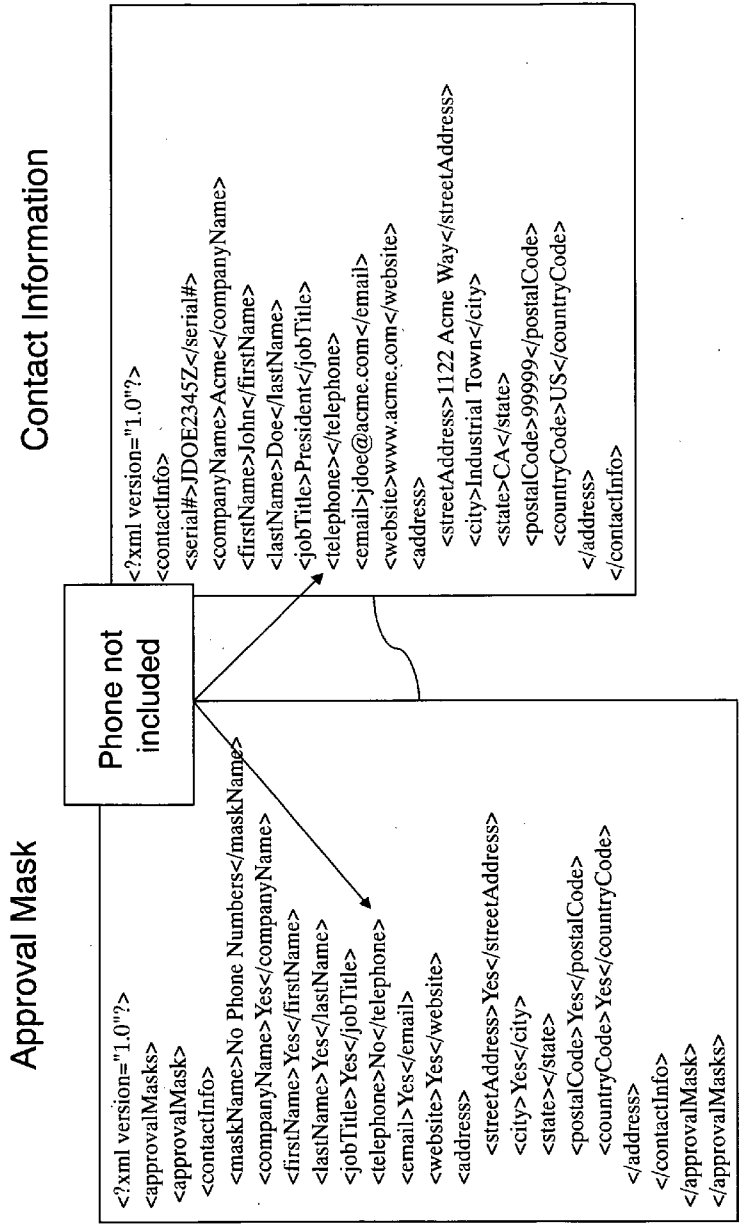 Approval Mask
<?xml version="1.0"?>
<approvalMasks>
<approvalMask>
<contactInfo>
<maskName>No Phone Numbers</maskName>
<companyName>Yes</companyName>
<firstName>Yes</firstName>
<lastName>Yes</lastName>
<jobTitle>Yes</jobTitle>
<telephone>No</telephone>
<email>Yes</email>
<website>Yes</website>
<address>
<streetAddress>Yes</streetAddress>
<city>Yes</city>
<state></state>
<postalCode>Yes</postalCode>
<countryCode>Yes</countryCode>
</address>
</contactInfo>
</approvalMask>
</approvalMasks>
Phone not
included
Contact Information
<?xml version="1.0"?>
<contactInfo>
<serial#>JDOE2345Z</serial#>
<companyName>Acme</companyName>
<firstName>John</firstName>
<lastName>Doe</lastName>
<jobTitle>President</jobTitle>
<telephone></telephone>
<email>jdoe@acme.com</email>
<website>www.acme.com</website>
<address>
<streetAddress>1122 Acme Way</streetAddress>
<city>Industrial Town</city>
<state>CA</state>
<postalCode>99999</postalCode>
<countryCode>US</countryCode>
</address>
</contactInfo>